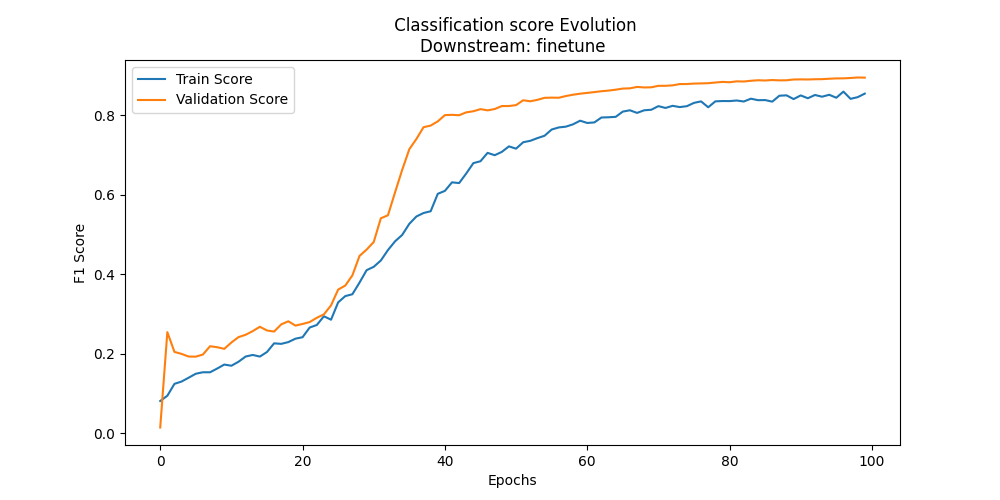 Classification score Evolution
Downstream: finetune
Train Score
Validation Score
F1 Score
0.8
0.6
0.4
0.2
0.0
0 20 40 60 80 100
Epochs